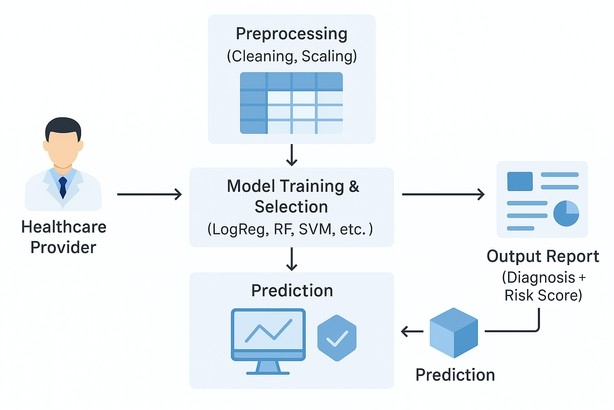 Preprocessing
(Cleaning, Scaling)
Healthcare
Provider
Model Training &
Selection
(LogReg, RF, SVM, etc. )
Output Report
(Diagnosis +
Risk Score)
Prediction
Prediction